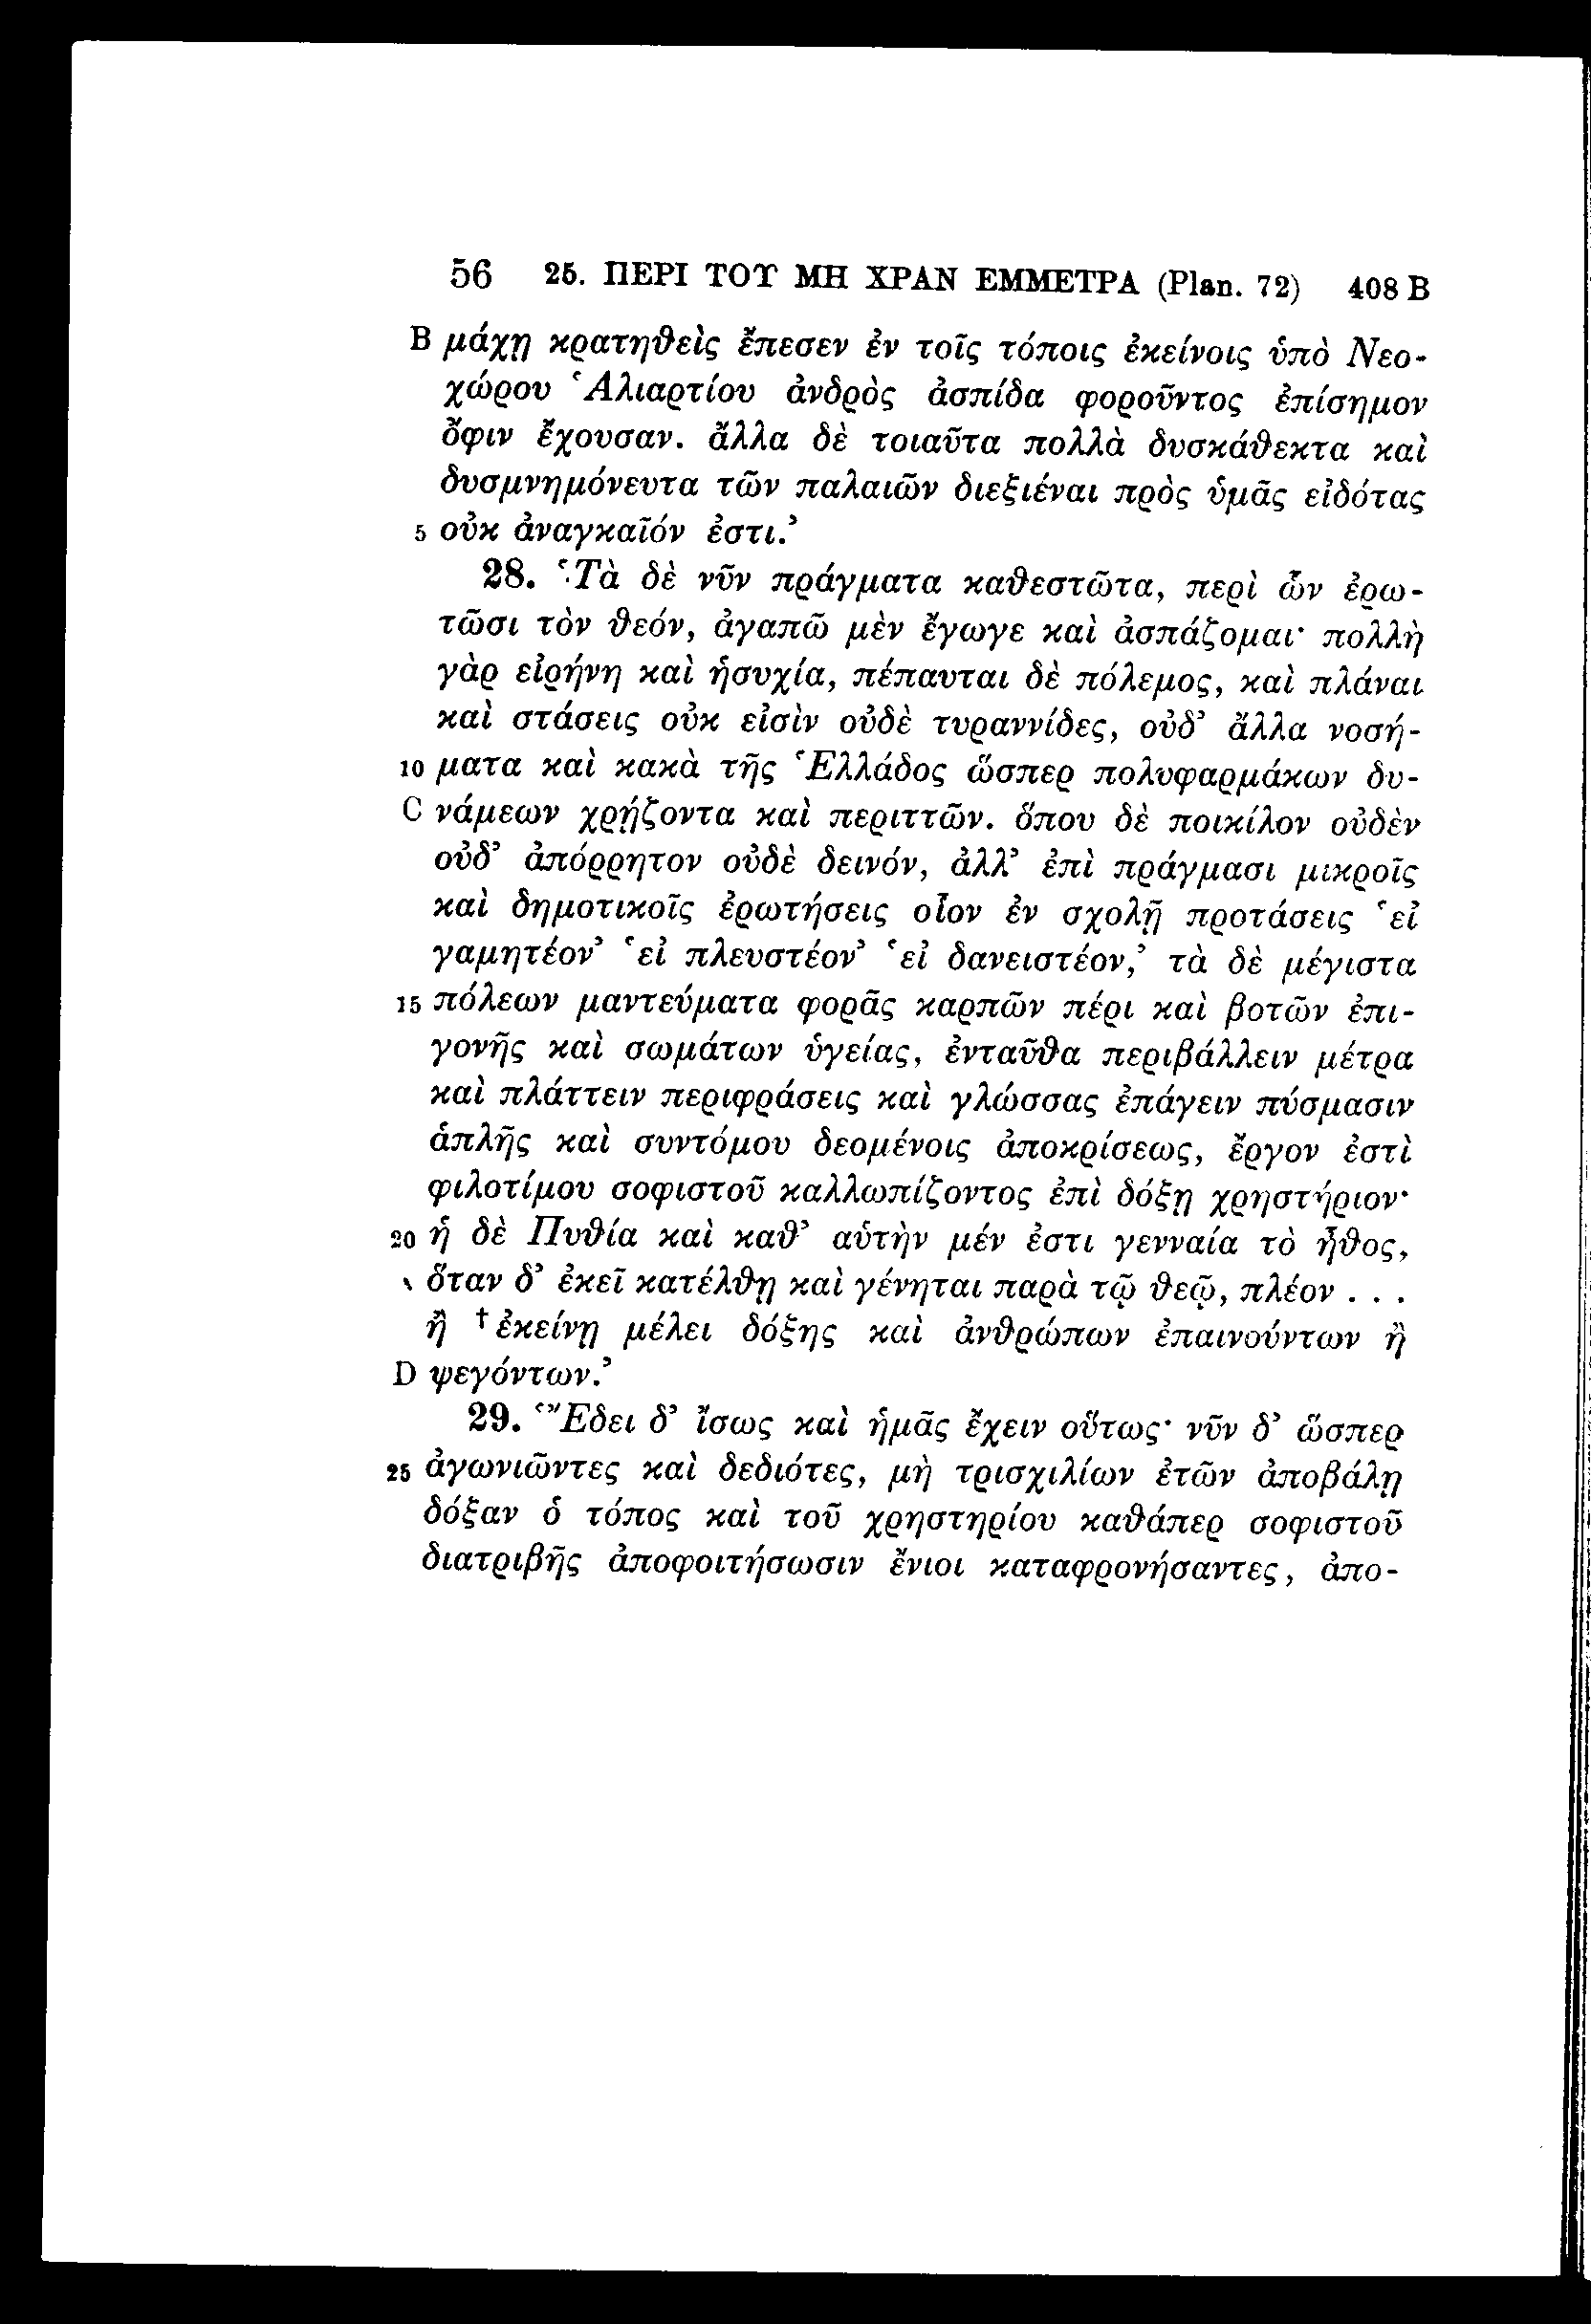 56 25. ΠΕΡΙ ΤΟΥ ΜΗ ΧΡΑΝ ΕΜΜΕΤΡΑ (Plan. 72) 408 B
B μάχῃ κρατηθεὶς ἔπεσεν ἐν τοῖς τόποις ἐκείνοις ὑπὸ Νεο-
χώρου Ἁλιαρτίου ἀνδρὸς ἀσπίδα φοροῦντος ἐπίσημον
ὄφιν ἔχουσαν. ἄλλα δὲ τοιαῦτα πολλὰ δυσκάθεκτα καὶ
δυσμνημόνευτα τῶν παλαιῶν διεξιέναι πρὸς ὑμᾶς εἰδότας
5 οὐκ ἀναγκαῖόν ἐστι.’
28. ‘Τὰ δὲ νῦν πράγματα καθεστῶτα, περὶ ὧν ἐρω-
τῶσι τὸν θεόν, ἀγαπῶ μὲν ἔγωγε καὶ ἀσπάζομαι· πολλὴ
γὰρ εἰρήνη καὶ ἡσυχία, πέπαυται δὲ πόλεμος, καὶ πλάναι
καὶ στάσεις οὐκ εἰσὶν οὐδὲ τυραννίδες, οὐδ’ ἄλλα νοσή-
10 ματα καὶ κακὰ τῆς Ἑλλάδος ὥσπερ πολυφαρμάκων δυ-
C νάμεων χρῄζοντα καὶ περιττῶν. ὅπου δὲ ποικίλον οὐδὲν
οὐδ’ ἀπόρρητον οὐδὲ δεινόν, ἀλλ’ ἐπὶ πράγμασι μικροῖς
καὶ δημοτικοῖς ἐρωτήσεις οἷον ἐν σχολῇ προτάσεις ‘εἰ
γαμητέον’ ‘εἰ πλευστέον’ ‘εἰ δανειστέον,’ τὰ δὲ μέγιστα
15 πόλεων μαντεύματα φορᾶς καρπῶν πέρι καὶ βοτῶν ἐπι-
γονῆς καὶ σωμάτων ὑγείας, ἐνταῦθα περιβάλλειν μέτρα
καὶ πλάττειν περιφράσεις καὶ γλώσσας ἐπάγειν πύσμασιν
ἁπλῆς καὶ συντόμου δεομένοις ἀποκρίσεως, ἔργον ἐστὶ
φιλοτίμου σοφιστοῦ καλλωπίζοντος ἐπὶ δόξῃ χρηστήριον·
20 ἡ δὲ Πυθία καὶ καθ’ αὑτὴν μέν ἐστι γενναία τὸ ἦθος,
ὅταν δ’ ἐκεῖ κατέλθῃ καὶ γένηται παρὰ τῷ θεῷ, πλέον . . .
ἢ †ἐκείνῃ μέλει δόξης καὶ ἀνθρώπων ἐπαινούντων ἢ
D ψεγόντων.’
29. ‘Ἔδει δ’ ἴσως καὶ ἡμᾶς ἔχειν οὕτως· νῦν δ’ ὥσπερ
25 ἀγωνιῶντες καὶ δεδιότες, μὴ τρισχιλίων ἐτῶν ἀποβάλῃ
δόξαν ὁ τόπος καὶ τοῦ χρηστηρίου καθάπερ σοφιστοῦ
διατριβῆς ἀποφοιτήσωσιν ἔνιοι καταφρονήσαντες, ἀπο-